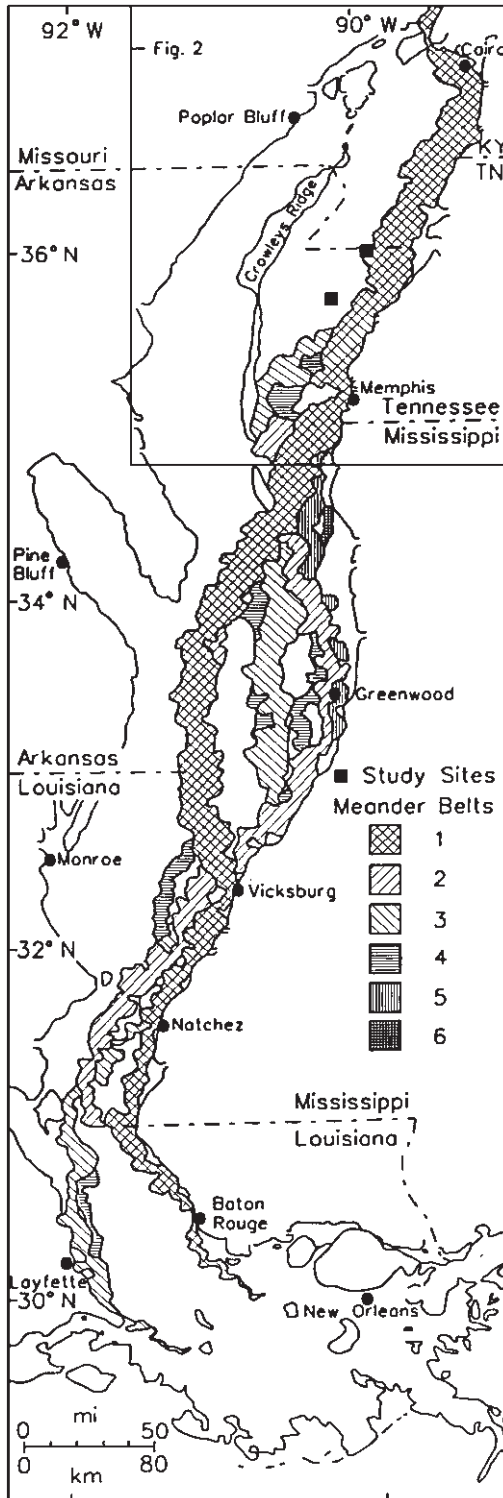 92° W
90° W
Fig. 2
Cairo
Poplar Bluff
KY
TN
Missouri
Arkansas
Crowleys Ridge
36° N
Memphis
Tennessee
Mississippi
Pine
Bluff
34° N
Greenwood
Arkansas
Louisiana
Study Sites
Meander Belts
1
2
3
4
5
6
Monroe
Vicksburg
32° N
Natchez
Mississippi
Louisiana
Baton
Rouge
Layfette
30° N
New Orleans
mi
0 50
0 80
km